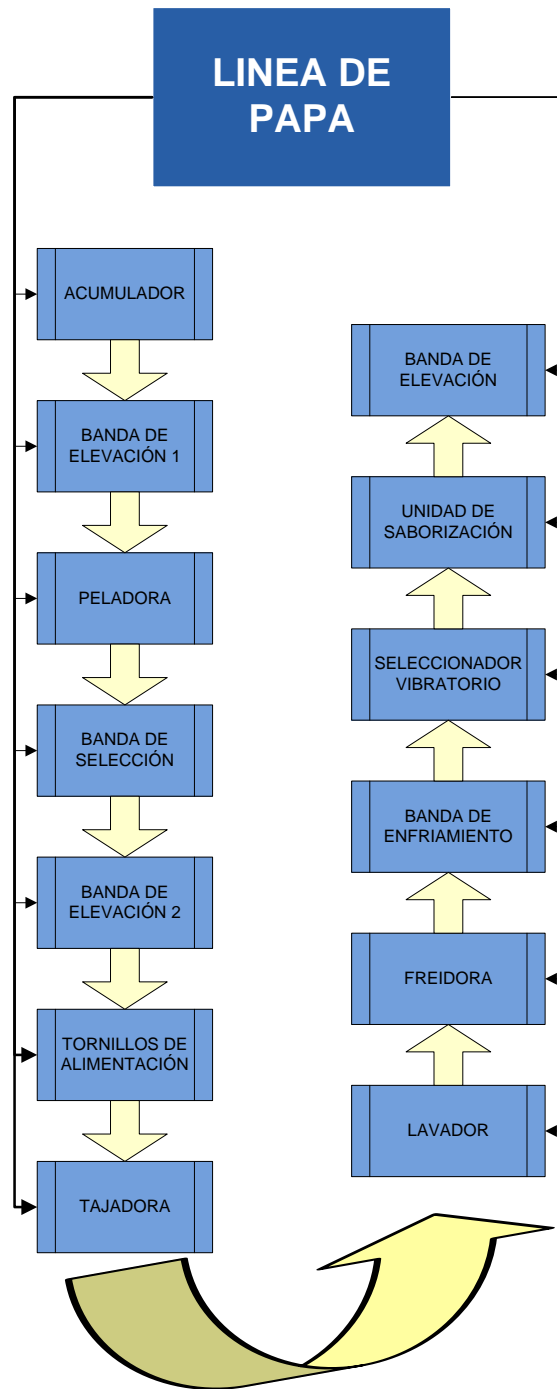 LINEA DE
PAPA
ACUMULADOR
BANDA DE
ELEVACIÓN 1
PELADORA
BANDA DE
SELECCIÓN
BANDA DE
ELEVACIÓN 2
TORNILLOS DE
ALIMENTACIÓN
TAJADORA
BANDA DE
ELEVACIÓN
UNIDAD DE
SABORIZACIÓN
SELECCIONADOR
VIBRATORIO
BANDA DE
ENFRIAMIENTO
FREIDORA
LAVADOR